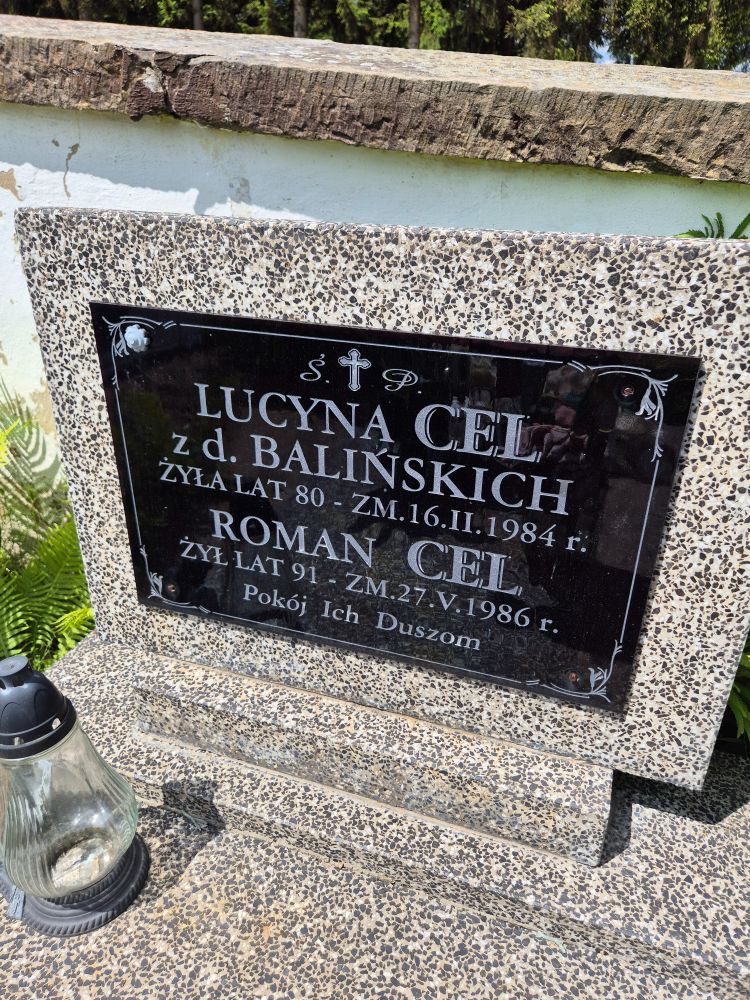 Ś. P.
LUCYNA CEL
z d. BALIŃSKICH
ŻYŁA LAT 80 - ZM.16.II.1984 r.
ROMAN CEL
ŻYŁ LAT 91 - ZM.27.V.1986 r.
Pokój Ich Duszom